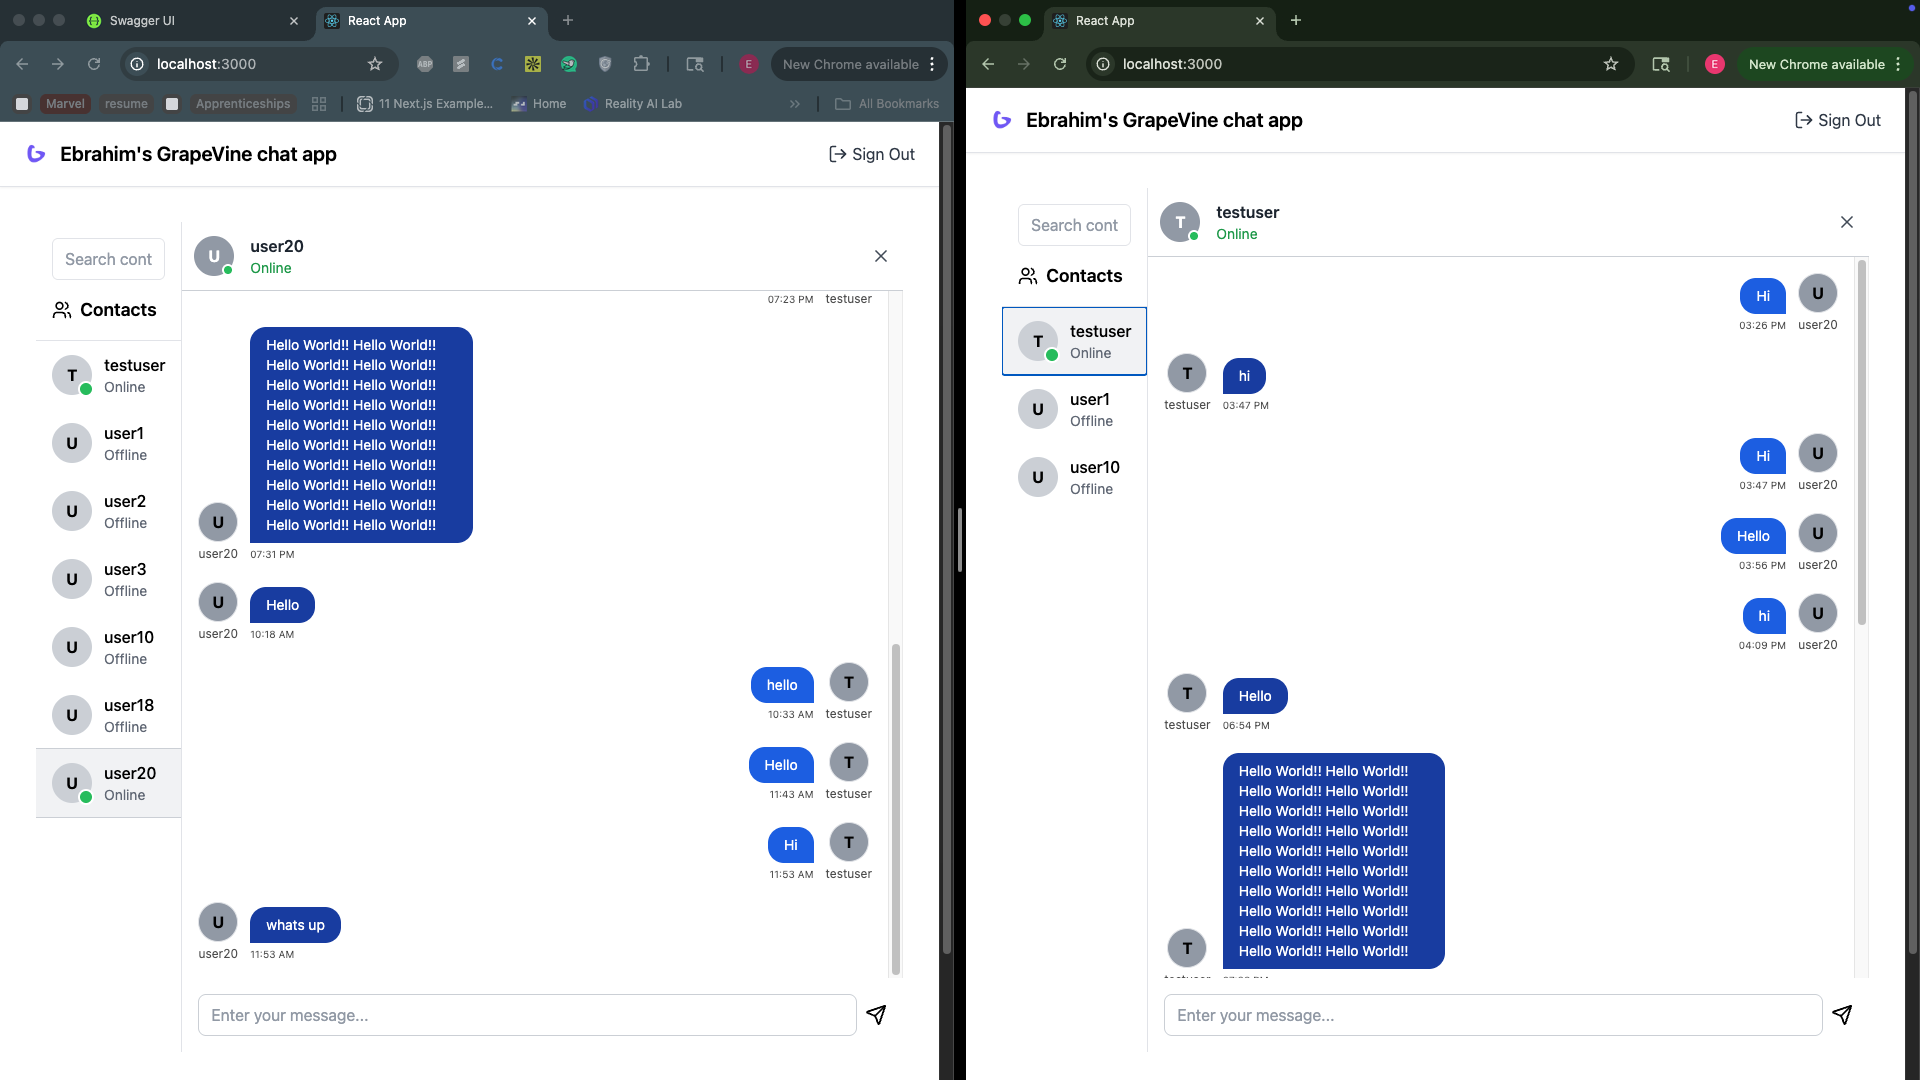 Swagger UI
React App
localhost:3000
ABP
E
New Chrome available
Marvel
resume
Apprenticeships
11 Next.js Example...
Home
Reality AI Lab
All Bookmarks
Ebrahim's GrapeVine chat app
Sign Out
Search cont
Contacts
T
testuser
Online
U
user1
Offline
U
user2
Offline
U
user3
Offline
U
user10
Offline
U
user18
Offline
U
user20
Online
U
user20
Online
07:23 PM testuser
Hello World!! Hello World!!
Hello World!! Hello World!!
Hello World!! Hello World!!
Hello World!! Hello World!!
Hello World!! Hello World!!
Hello World!! Hello World!!
Hello World!! Hello World!!
Hello World!! Hello World!!
Hello World!! Hello World!!
Hello World!! Hello World!!
U
user20 07:31 PM
U
Hello
user20 10:18 AM
hello
T
10:33 AM testuser
Hello
T
11:43 AM testuser
Hi
T
11:53 AM testuser
U
whats up
user20 11:53 AM
Enter your message...
React App
localhost:3000
E
New Chrome available
Ebrahim's GrapeVine chat app
Sign Out
Search cont
Contacts
T
testuser
Online
U
user1
Offline
U
user10
Offline
T
testuser
Online
Hi
U
03:26 PM user20
T
hi
testuser 03:47 PM
Hi
U
03:47 PM user20
Hello
U
03:56 PM user20
hi
U
04:09 PM user20
T
Hello
testuser 06:54 PM
Hello World!! Hello World!!
Hello World!! Hello World!!
Hello World!! Hello World!!
Hello World!! Hello World!!
Hello World!! Hello World!!
Hello World!! Hello World!!
Hello World!! Hello World!!
Hello World!! Hello World!!
Hello World!! Hello World!!
Hello World!! Hello World!!
T
Enter your message...